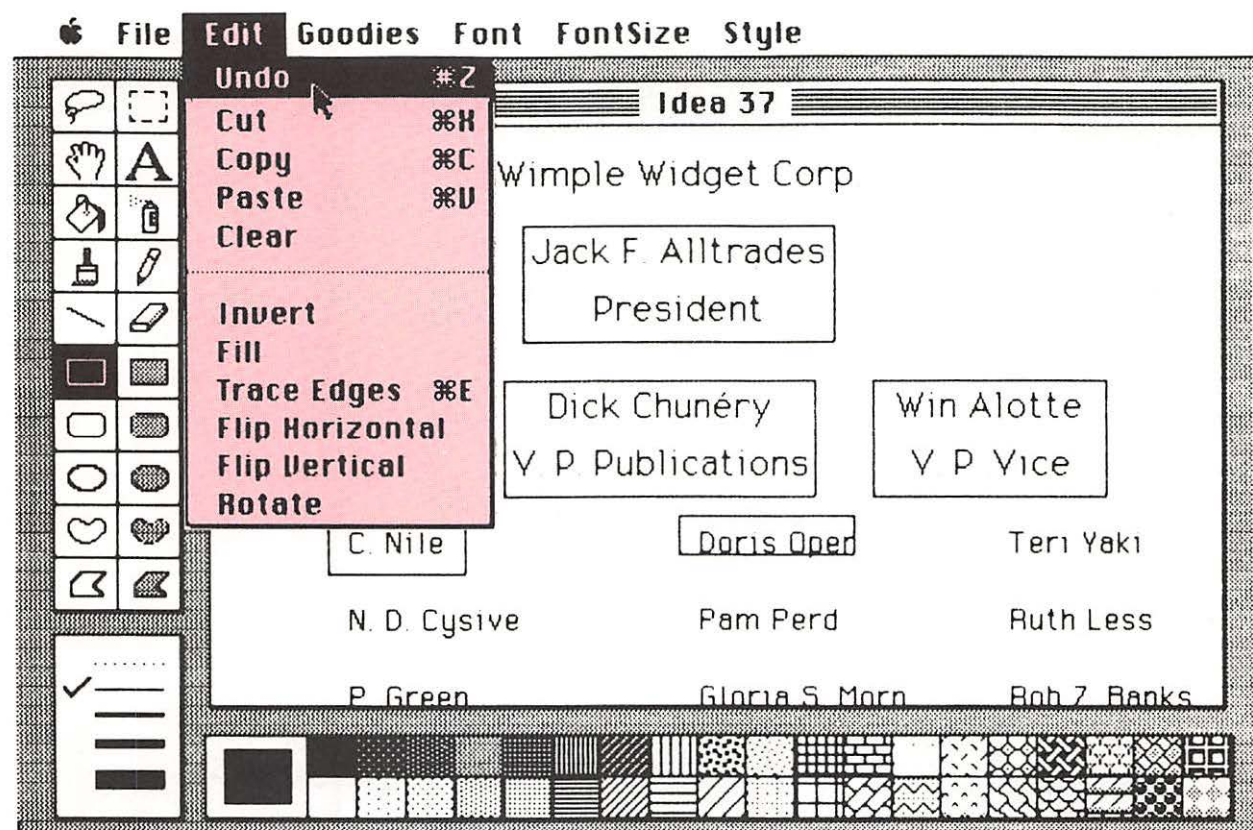 File Edit Goodies Font FontSize Style
Undo ⌘Z
Cut ⌘X
Copy ⌘C
Paste ⌘V
Clear
Invert
Fill
Trace Edges ⌘E
Flip Horizontal
Flip Vertical
Rotate
A
Idea 37
Wimple Widget Corp
Jack F. Alltrades
President
Dick Chunéry
V. P. Publications
Win Alotte
V. P. Vice
C. Nile Doris Open Teri Yaki
N. D. Cysive Pam Perd Ruth Less
P. Green Gloria S. Morn Rob Z. Banks